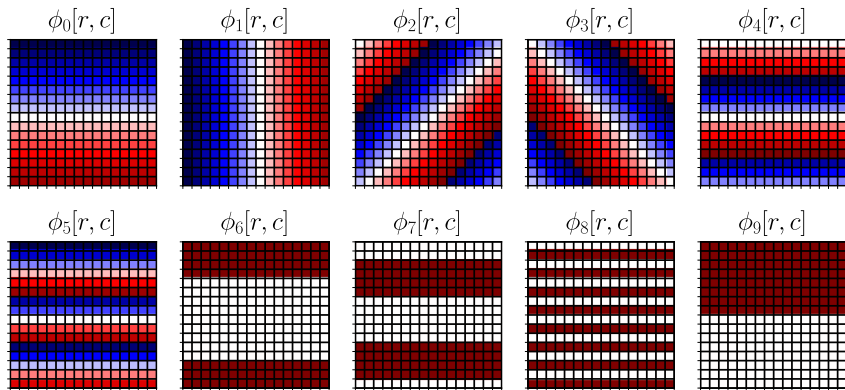 ϕ₀[r, c] ϕ₁[r, c] ϕ₂[r, c] ϕ₃[r, c] ϕ₄[r, c]
ϕ₅[r, c] ϕ₆[r, c] ϕ₇[r, c] ϕ₈[r, c] ϕ₉[r, c]